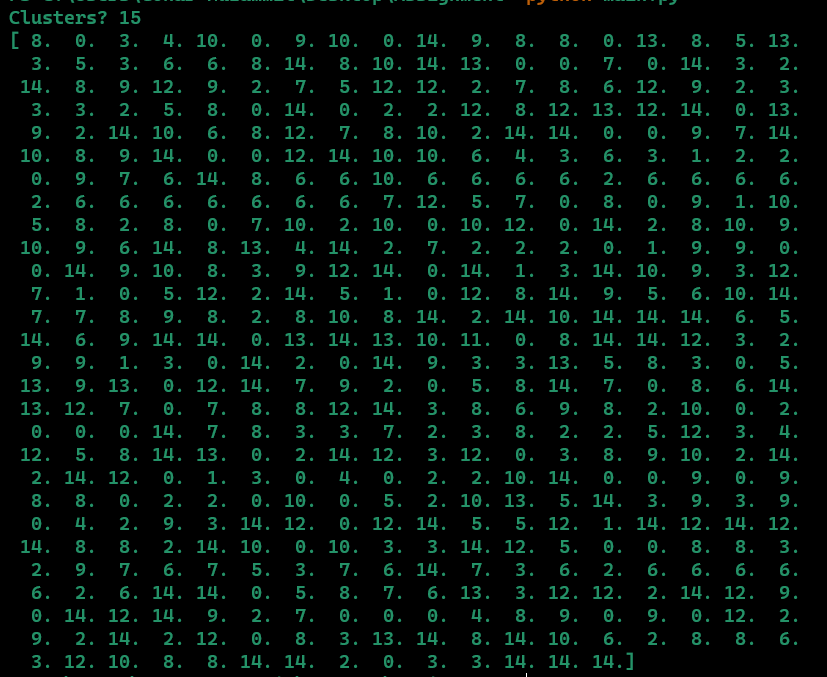 Clusters? 15
[ 8.  0.  3.  4. 10.  0.  9. 10.  0. 14.  9.  8.  8.  0. 13.  8.  5. 13.
  3.  5.  3.  6.  6.  8. 14.  8. 10. 14. 13.  0.  0.  7.  0. 14.  3.  2.
 14.  8.  9. 12.  9.  2.  7.  5. 12. 12.  2.  7.  8.  6. 12.  9.  2.  3.
  3.  3.  2.  5.  8.  0. 14.  0.  2.  2. 12.  8. 12. 13. 12. 14.  0. 13.
  9.  2. 14. 10.  6.  8. 12.  7.  8. 10.  2. 14. 14.  0.  0.  9.  7. 14.
 10.  8.  9. 14.  0.  0. 12. 14. 10. 10.  6.  4.  3.  6.  3.  1.  2.  2.
  0.  9.  7.  6. 14.  8.  6.  6. 10.  6.  6.  6.  6.  2.  6.  6.  6.  6.
  2.  6.  6.  6.  6.  6.  6.  6.  7. 12.  5.  7.  0.  8.  0.  9.  1. 10.
  5.  8.  2.  8.  0.  7. 10.  2. 10.  0. 10. 12.  0. 14.  2.  8. 10.  9.
 10.  9.  6. 14.  8. 13.  4. 14.  2.  7.  2.  2.  2.  0.  1.  9.  9.  0.
  0. 14.  9. 10.  8.  3.  9. 12. 14.  0. 14.  1.  3. 14. 10.  9.  3. 12.
  7.  1.  0.  5. 12.  2. 14.  5.  1.  0. 12.  8. 14.  9.  5.  6. 10. 14.
  7.  7.  8.  9.  8.  2.  8. 10.  8. 14.  2. 14. 10. 14. 14. 14.  6.  5.
 14.  6.  9. 14. 14.  0. 13. 14. 13. 10. 11.  0.  8. 14. 14. 12.  3.  2.
  9.  9.  1.  3.  0. 14.  2.  0. 14.  9.  3.  3. 13.  5.  8.  3.  0.  5.
 13.  9. 13.  0. 12. 14.  7.  9.  2.  0.  5.  8. 14.  7.  0.  8.  6. 14.
 13. 12.  7.  0.  7.  8.  8. 12. 14.  3.  8.  6.  9.  8.  2. 10.  0.  2.
  0.  0.  0. 14.  7.  8.  3.  3.  7.  2.  3.  8.  2.  2.  5. 12.  3.  4.
 12.  5.  8. 14. 13.  0.  2. 14. 12.  3. 12.  0.  3.  8.  9. 10.  2. 14.
  2. 14. 12.  0.  1.  3.  0.  4.  0.  2.  2. 10. 14.  0.  0.  9.  0.  9.
  8.  8.  0.  2.  2.  0. 10.  0.  5.  2. 10. 13.  5. 14.  3.  9.  3.  9.
  0.  4.  2.  9.  3. 14. 12.  0. 12. 14.  5.  5. 12.  1. 14. 12. 14. 12.
 14.  8.  8.  2. 14. 10.  0. 10.  3.  3. 14. 12.  5.  0.  0.  8.  8.  3.
  2.  9.  7.  6.  7.  5.  3.  7.  6. 14.  7.  3.  6.  2.  6.  6.  6.  6.
  6.  2.  6. 14. 14.  0.  5.  8.  7.  6. 13.  3. 12. 12.  2. 14. 12.  9.
  0. 14. 12. 14.  9.  2.  7.  0.  0.  0.  4.  8.  9.  0.  9.  0. 12.  2.
  9.  2. 14.  2. 12.  0.  8.  3. 13. 14.  8. 14. 10.  6.  2.  8.  8.  6.
  3. 12. 10.  8.  8. 14. 14.  2.  0.  3.  3. 14. 14. 14.]